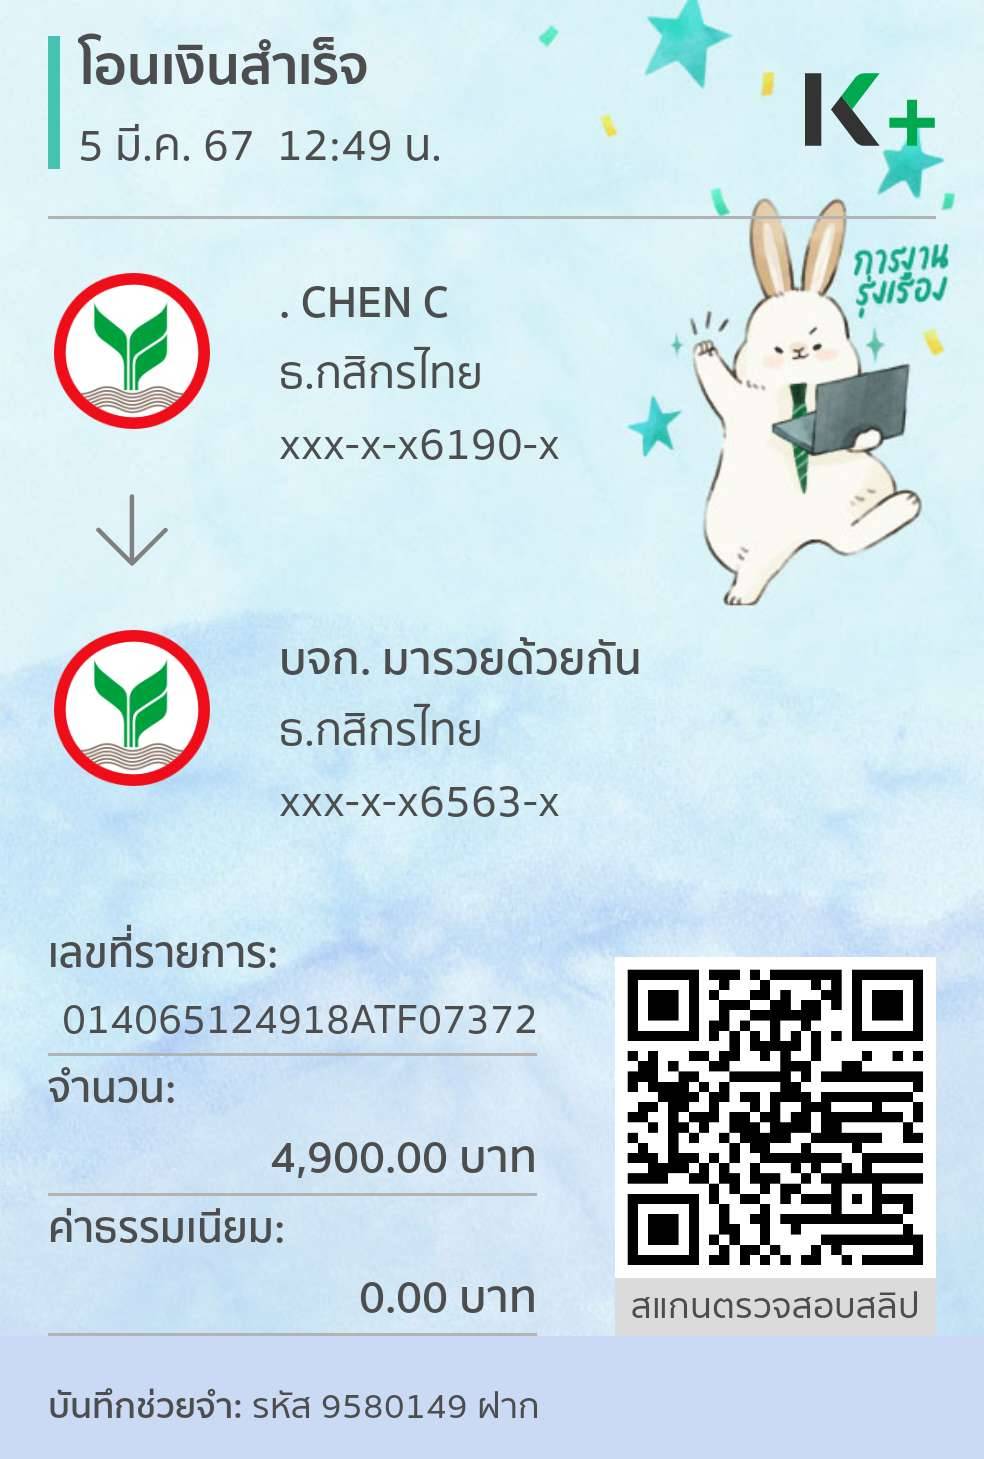 โอนเงินสำเร็จ
5 มี.ค. 67 12:49 น.
K+
การงาน
รุ่งเรือง
. CHEN C
ธ.กสิกรไทย
xxx-x-x6190-x
บจก. มารวยด้วยกัน
ธ.กสิกรไทย
xxx-x-x6563-x
เลขที่รายการ:
014065124918ATF07372
จำนวน:
4,900.00 บาท
ค่าธรรมเนียม:
0.00 บาท
สแกนตรวจสอบสลิป
บันทึกช่วยจำ: รหัส 9580149 ฝาก